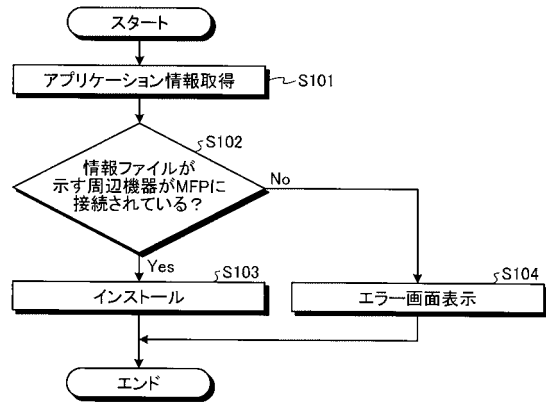 スタート
アプリケーション情報取得
S101
S102
情報ファイルが
示す周辺機器がMFPに
接続されている？
No
Yes
S103
インストール
S104
エラー画面表示
エンド